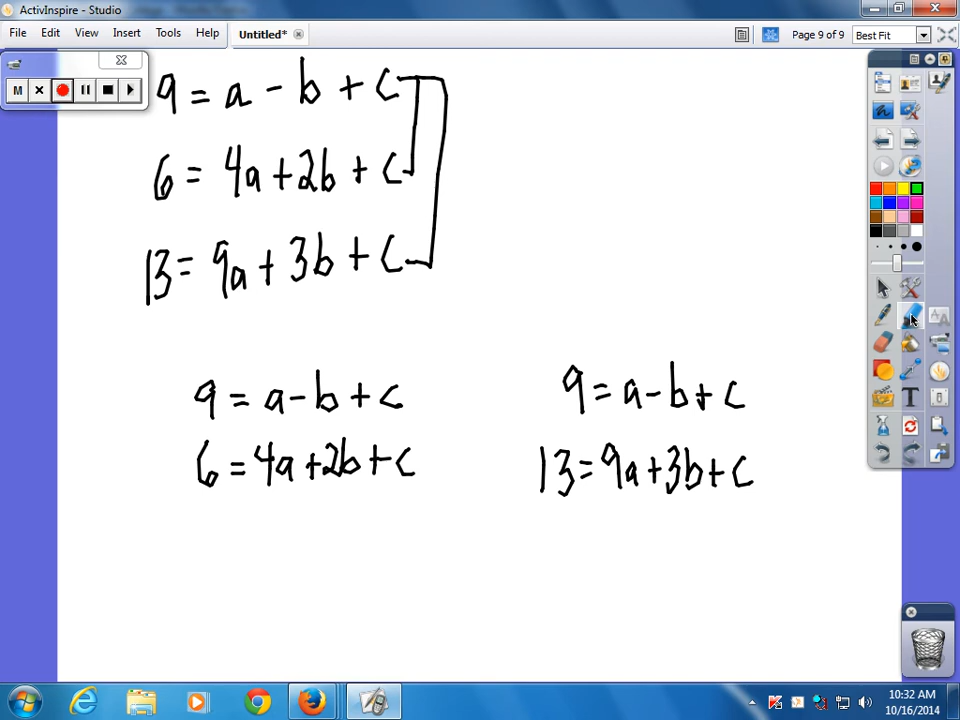 ActivInspire - Studio
File Edit View Insert Tools Help Untitled* Page 9 of 9 Best Fit
M
9 = a - b + c
6 = 4a + 2b + c
13 = 9a + 3b + c
9 = a - b + c
6 = 4a + 2b + c
9 = a - b + c
13 = 9a + 3b + c
10:32 AM
10/16/2014